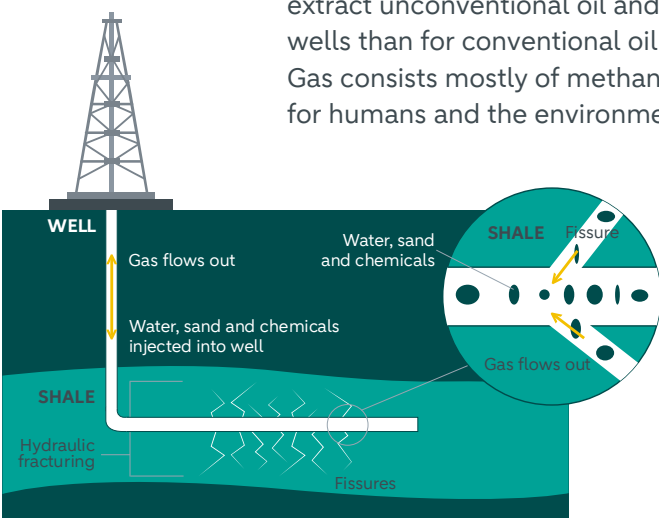 extract unconventional oil and
wells than for conventional oil
Gas consists mostly of methan
for humans and the environme
WELL
Gas flows out
Water, sand and chemicals
injected into well
Water, sand
and chemicals
SHALE
Fissure
Gas flows out
SHALE
Hydraulic
fracturing
Fissures